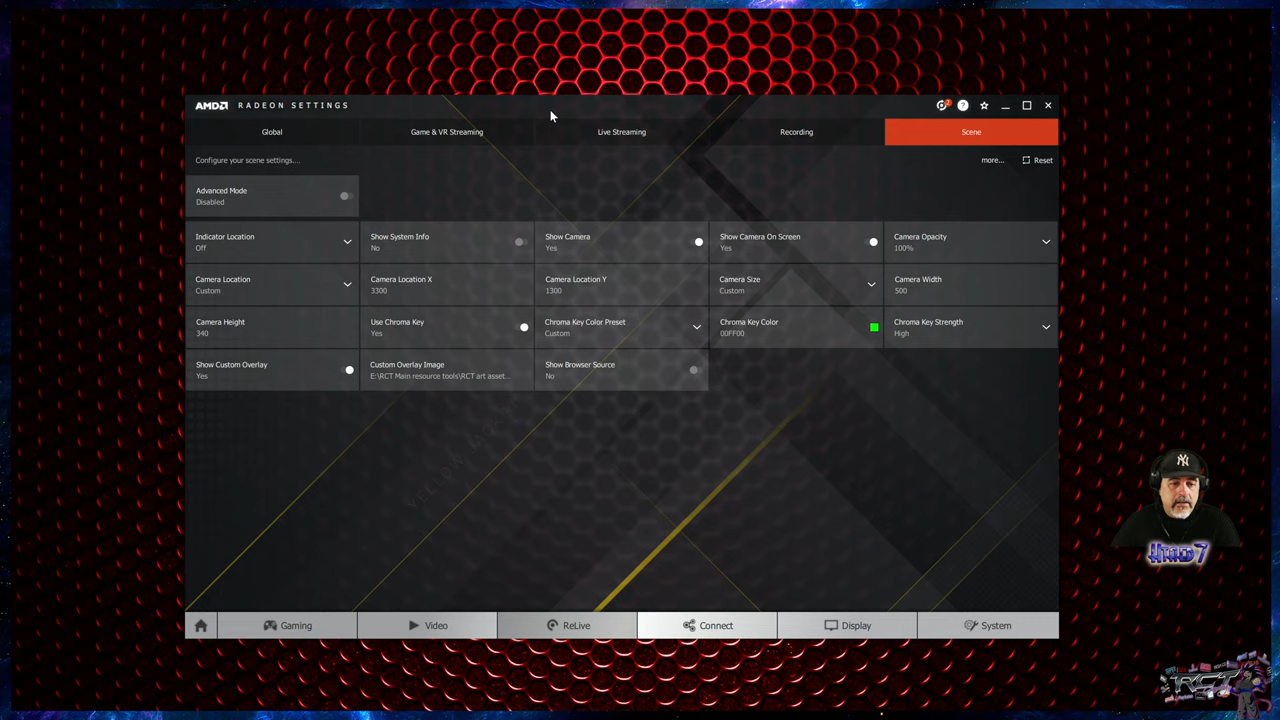 AMD RADEON SETTINGS
2 ?
Global Game & VR Streaming Live Streaming Recording Scene
Configure your scene settings.... more... Reset
Advanced Mode
Disabled
Indicator Location Show System Info Show Camera Show Camera On Screen Camera Opacity
Off No Yes Yes 100%
Camera Location Camera Location X Camera Location Y Camera Size Camera Width
Custom 3300 1300 Custom 500
Camera Height Use Chroma Key Chroma Key Color Preset Chroma Key Color Chroma Key Strength
340 Yes Custom 00FF00 High
Show Custom Overlay Custom Overlay Image Show Browser Source
Yes E:\RCT Main resource tools\RCT art asset... No
Gaming Video ReLive Connect Display System
NY
RCT